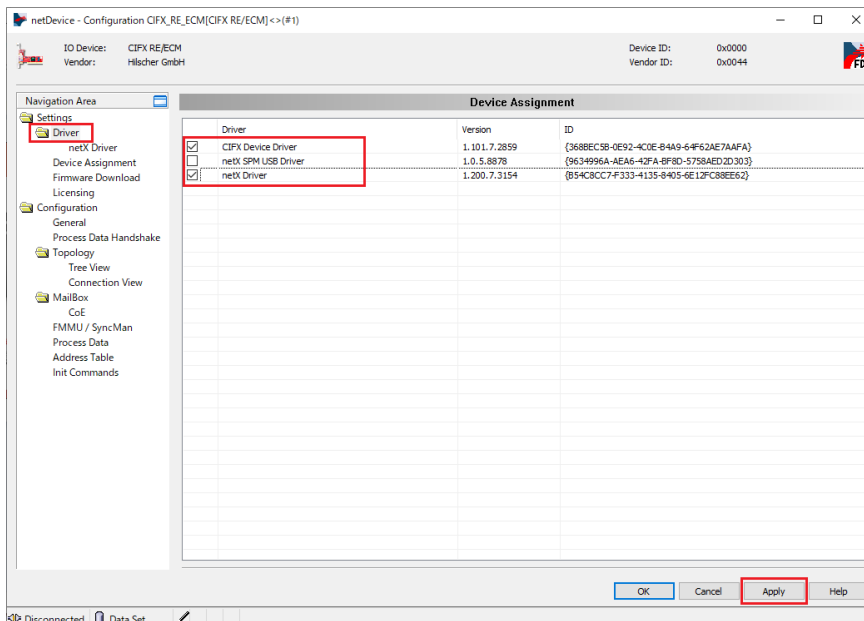 netDevice - Configuration CIFX_RE_ECM[CIFX RE/ECM]<>(#1)
IO Device: CIFX RE/ECM Device ID: 0x0000
Vendor: Hilscher GmbH Vendor ID: 0x0044
FD
Navigation Area
Device Assignment
Settings
Driver
netX Driver
Device Assignment
Firmware Download
Licensing
Configuration
General
Process Data Handshake
Topology
Tree View
Connection View
MailBox
CoE
FMMU / SyncMan
Process Data
Address Table
Init Commands
Driver Version ID
CIFX Device Driver 1.101.7.2859 {368BEC5B-0E92-4C0E-B4A9-64F62AE7AAFA}
netX SPM USB Driver 1.0.5.8878 {9634996A-AEA6-42FA-BF8D-5758AED2D303}
netX Driver 1.200.7.3154 {B54C8CC7-F333-4135-8405-6E12FC88EE62}
OK Cancel Apply Help
Disconnected Data Set